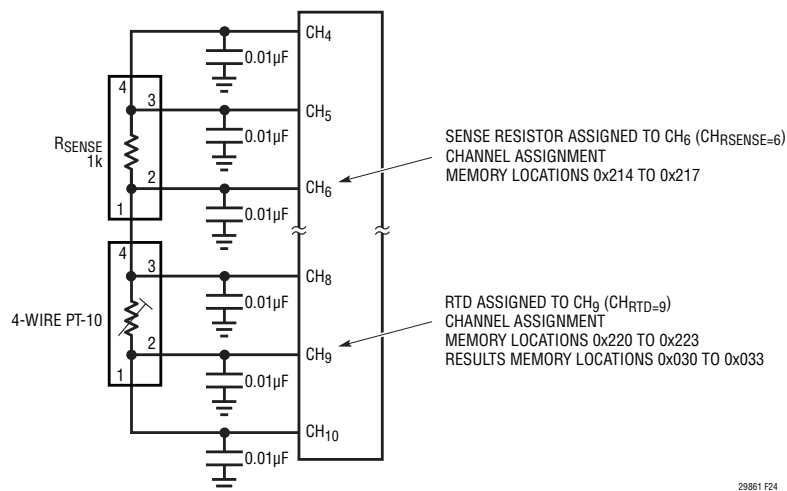 CH4
0.01µF
4
3
CH5
0.01µF
RSENSE
1k
2
CH6
1
0.01µF
SENSE RESISTOR ASSIGNED TO CH6 (CHRSENSE=6)
CHANNEL ASSIGNMENT
MEMORY LOCATIONS 0x214 TO 0x217
4
3
CH8
0.01µF
4-WIRE PT-10
2
CH9
1
0.01µF
RTD ASSIGNED TO CH9 (CHRTD=9)
CHANNEL ASSIGNMENT
MEMORY LOCATIONS 0x220 TO 0x223
RESULTS MEMORY LOCATIONS 0x030 TO 0x033
CH10
0.01µF
29861 F24